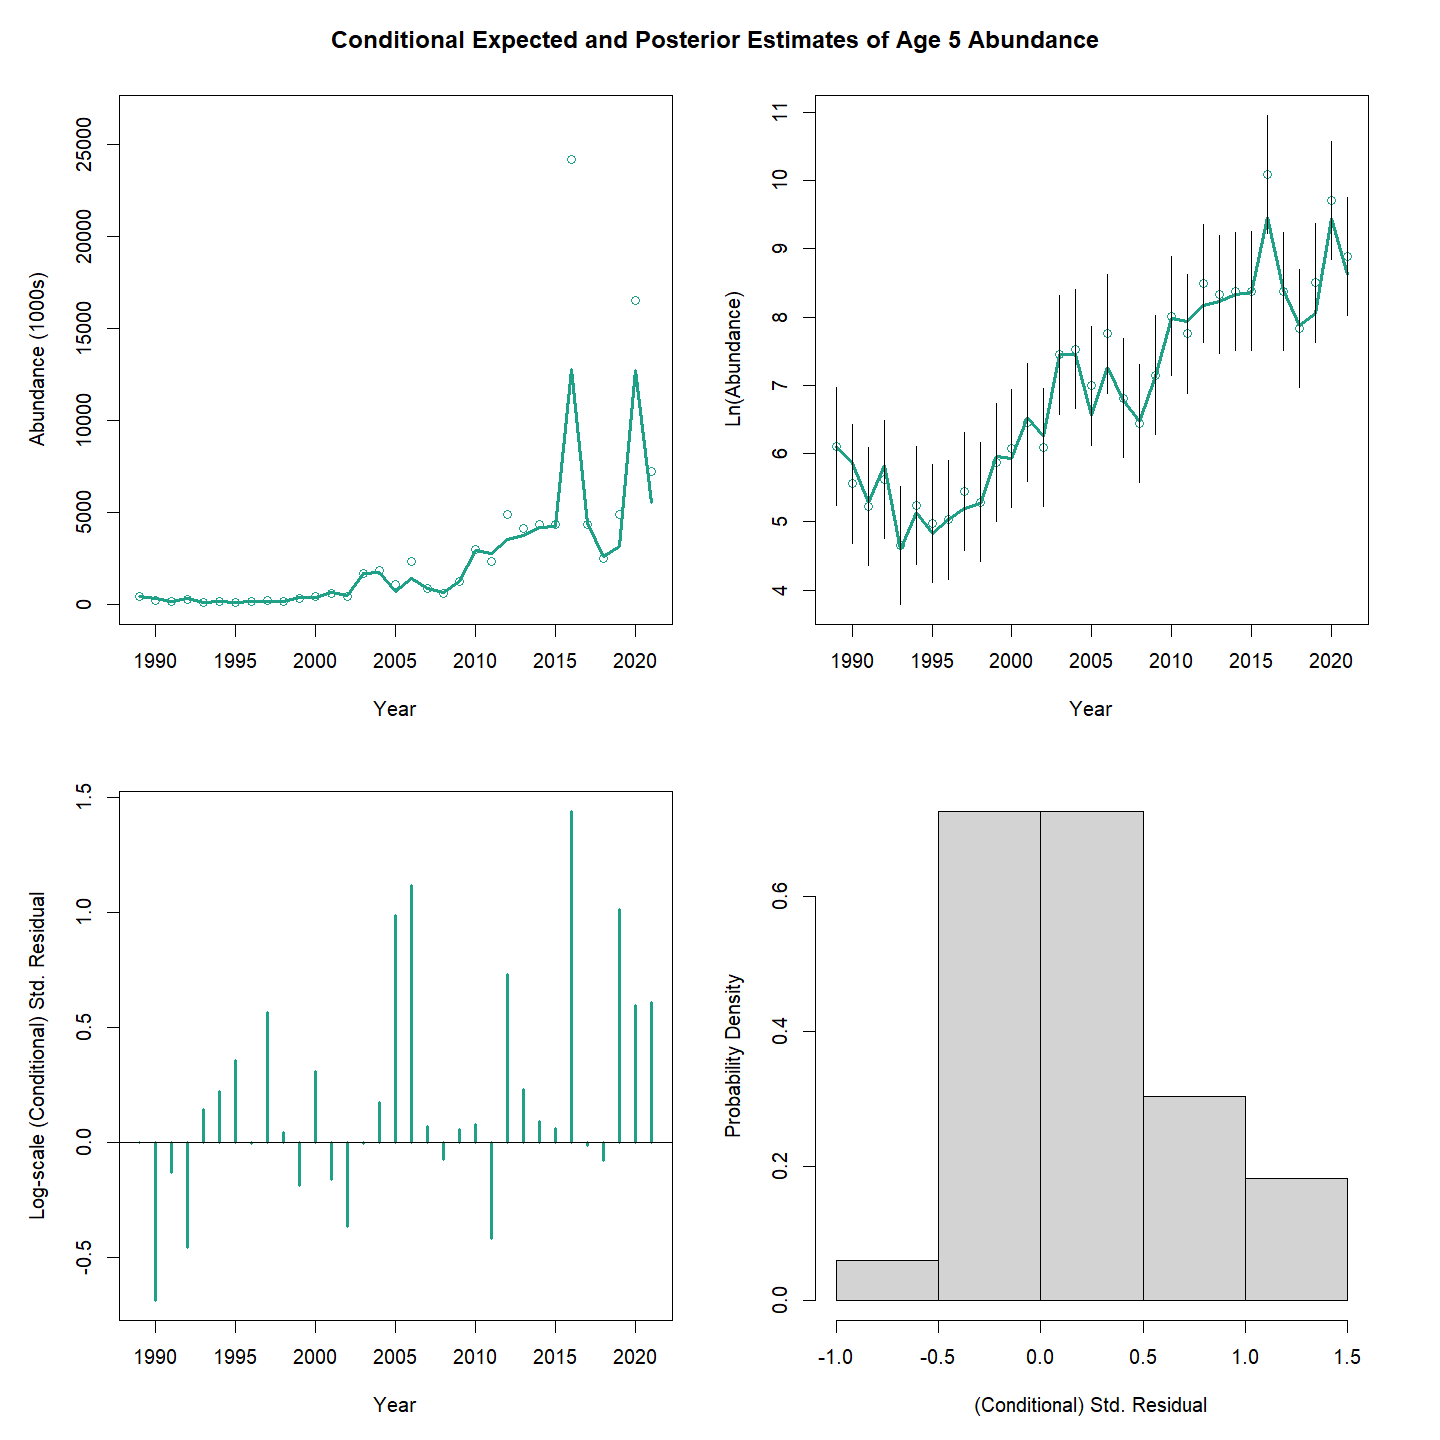 Conditional Expected and Posterior Estimates of Age 5 Abundance
Abundance (1000s)
25000
20000
15000
10000
5000
0
1990 1995 2000 2005 2010 2015 2020
Year
Ln(Abundance)
11
10
9
8
7
6
5
4
1990 1995 2000 2005 2010 2015 2020
Year
Log-scale (Conditional) Std. Residual
1.5
1.0
0.5
0.0
-0.5
1990 1995 2000 2005 2010 2015 2020
Year
Probability Density
0.6
0.4
0.2
0.0
-1.0 -0.5 0.0 0.5 1.0 1.5
(Conditional) Std. Residual